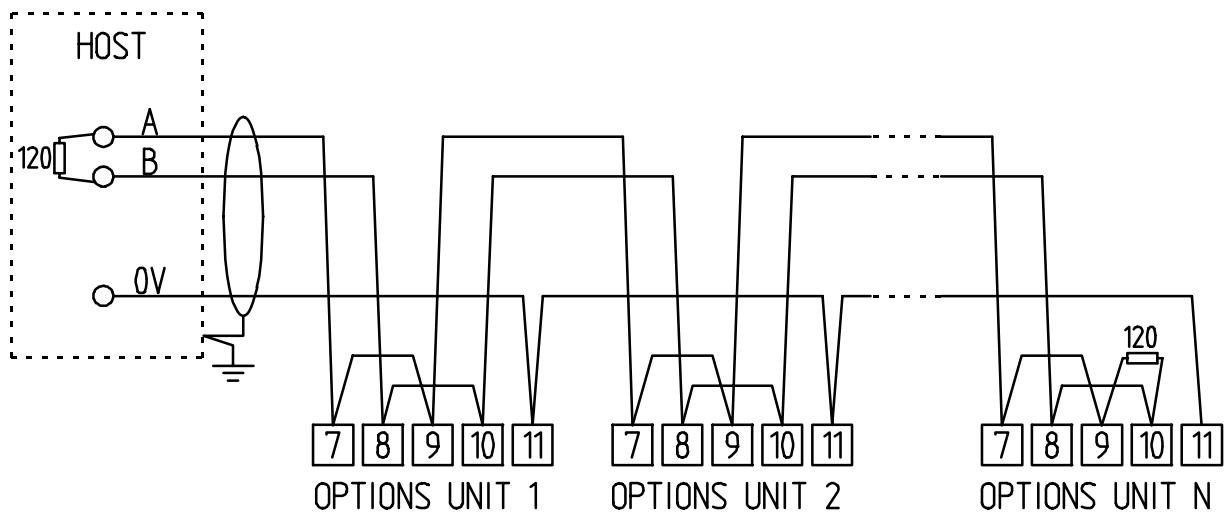 HOST
A
120
B
0V
120
7 8 9 10 11
7 8 9 10 11
7 8 9 10 11
OPTIONS UNIT 1
OPTIONS UNIT 2
OPTIONS UNIT N